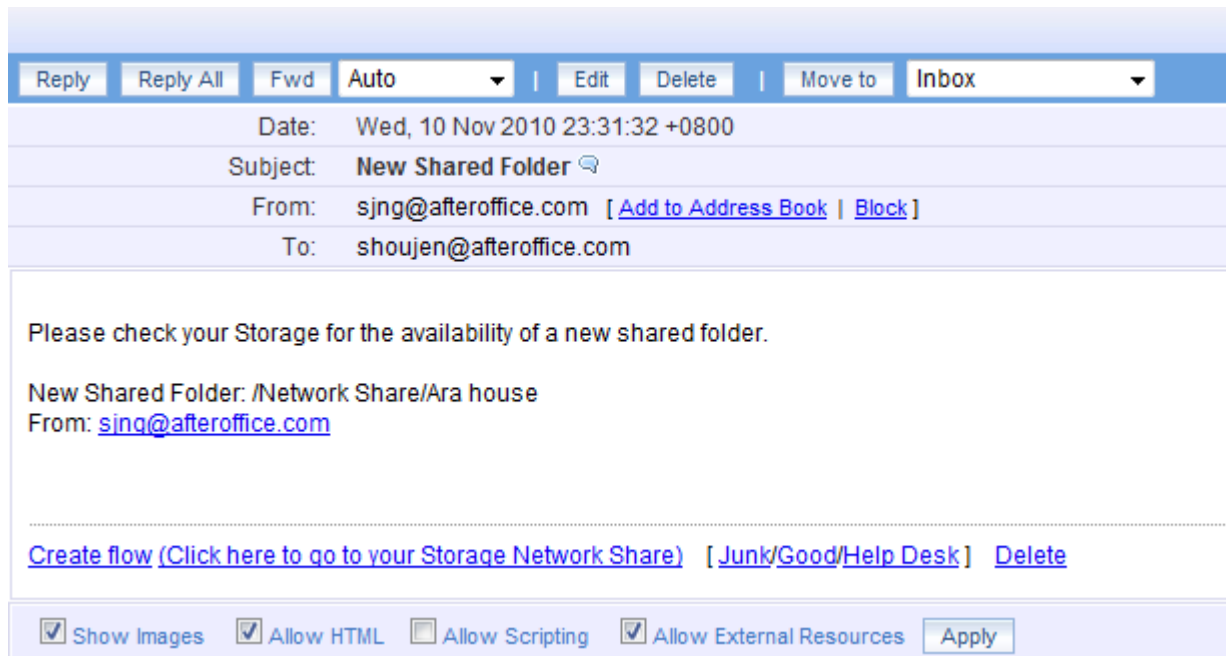 Reply Reply All Fwd Auto | Edit Delete | Move to Inbox
Date: Wed, 10 Nov 2010 23:31:32 +0800
Subject: New Shared Folder
From: sjng@afteroffice.com [ Add to Address Book | Block ]
To: shoujen@afteroffice.com
Please check your Storage for the availability of a new shared folder.
New Shared Folder: /Network Share/Ara house
From: sjng@afteroffice.com
Create flow (Click here to go to your Storage Network Share) [ Junk/Good/Help Desk ] Delete
Show Images Allow HTML Allow Scripting Allow External Resources Apply